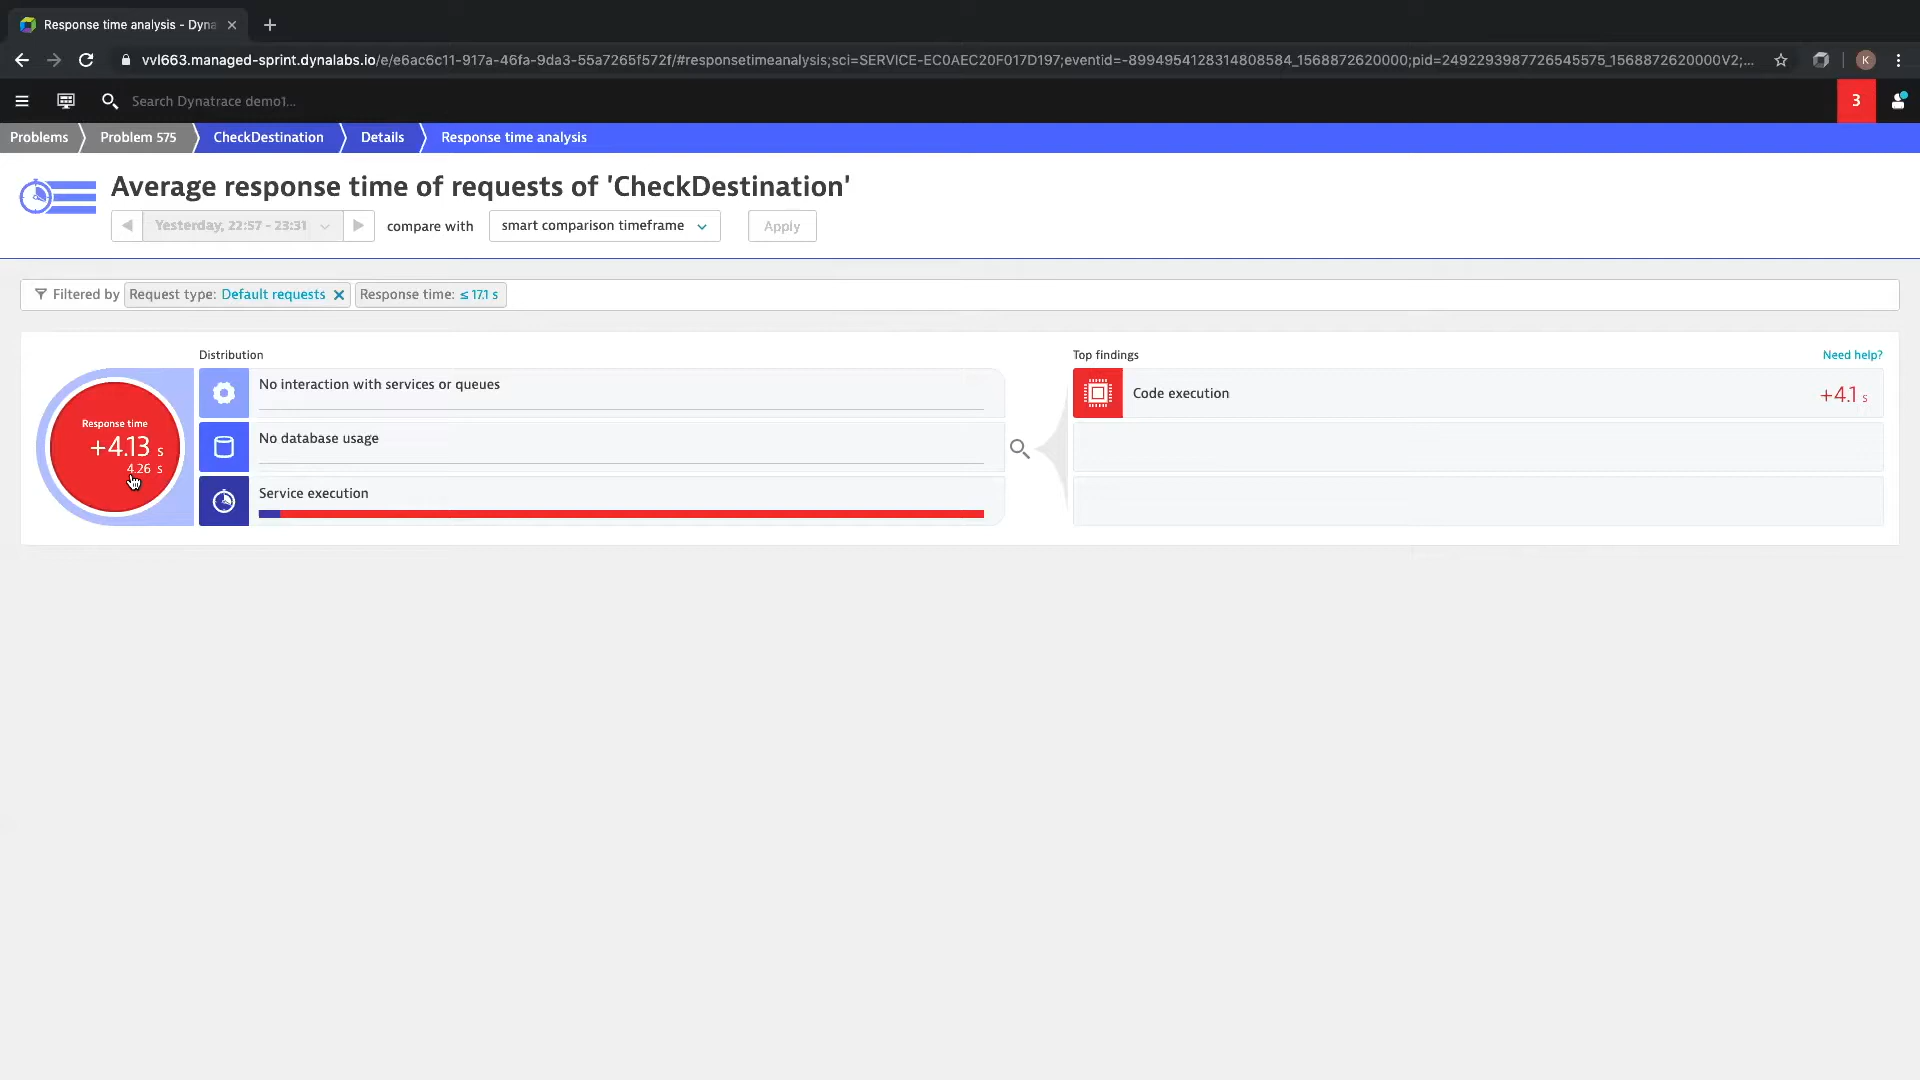 Response time analysis - Dyna
vvl663.managed-sprint.dynalabs.io/e/e6ac6c11-917a-46fa-9da3-55a7265f572f/#responsetimeanalysis;sci=SERVICE-EC0AEC20F017D197;eventid=-8994954128314808584_1568872620000;pid=2492293987726545575_1568872620000V2;...
K
Search Dynatrace demo1...
3
Problems Problem 575 CheckDestination Details Response time analysis
Average response time of requests of 'CheckDestination'
Yesterday, 22:57 - 23:31 compare with smart comparison timeframe Apply
Filtered by Request type: Default requests Response time: ≤ 17.1 s
Distribution
Top findings
Need help?
No interaction with services or queues
Code execution
+4.1 s
Response time
+4.13 s
4.26 s
No database usage
Service execution